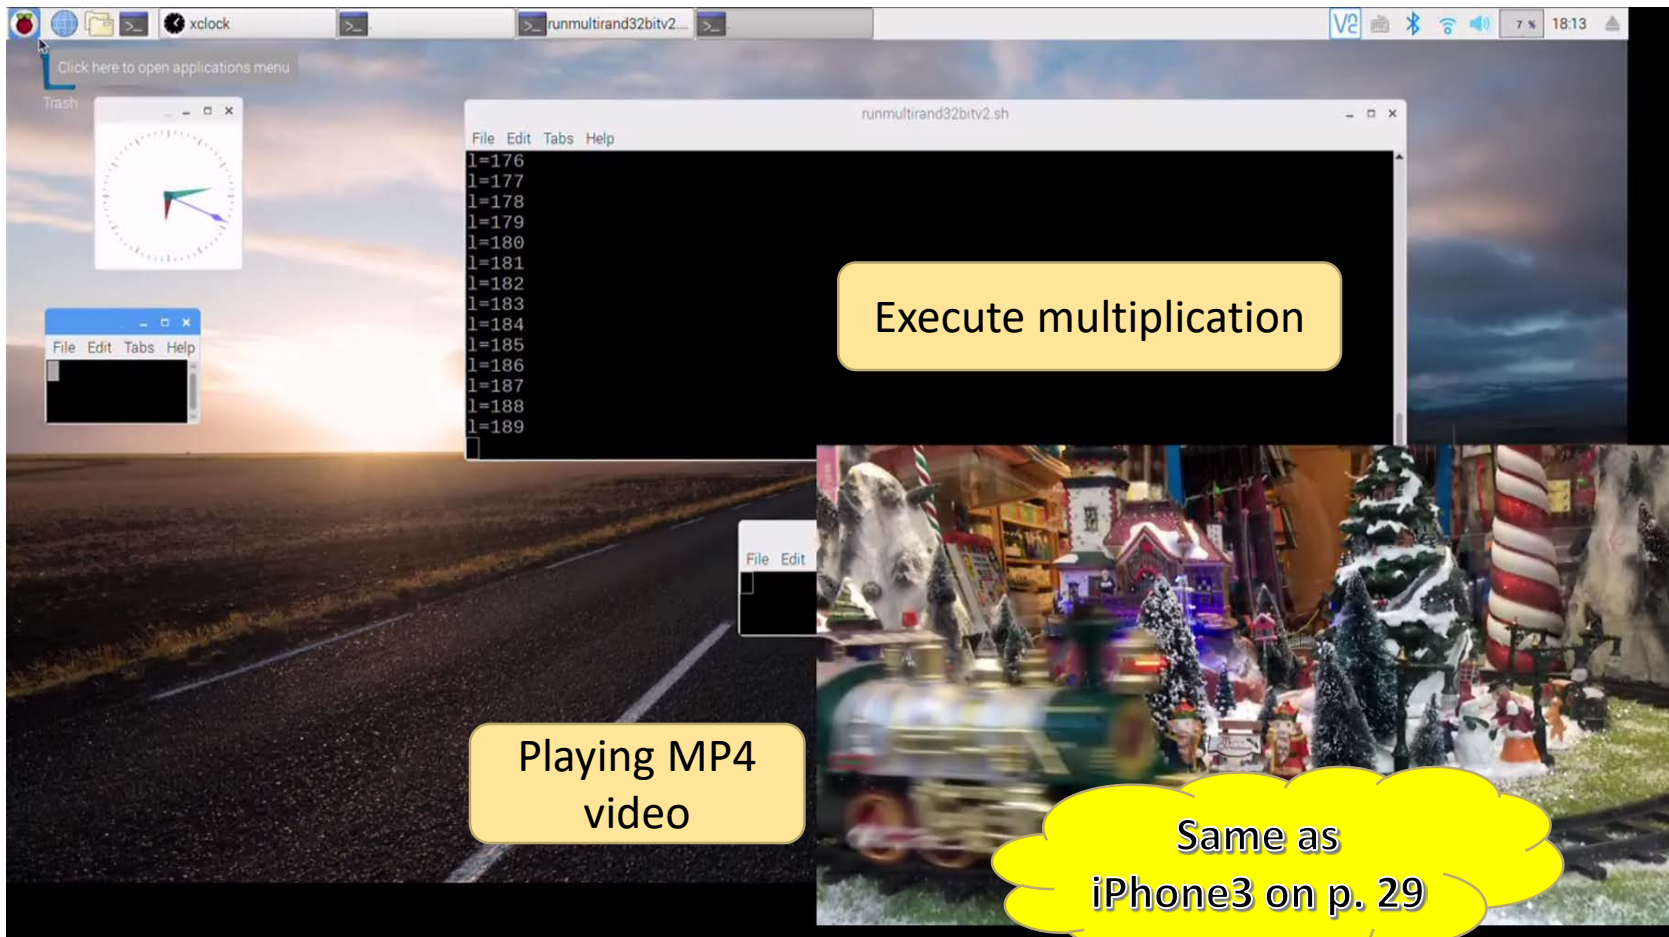 xclock
runmultirand32bitv2....
7 %
18:13
Click here to open applications menu
Trash
runmultirand32bitv2.sh
File Edit Tabs Help
l=176
l=177
l=178
l=179
l=180
l=181
l=182
l=183
l=184
l=185
l=186
l=187
l=188
l=189
Execute multiplication
File Edit Tabs Help
File Edit
Playing MP4
video
Same as
iPhone3 on p. 29